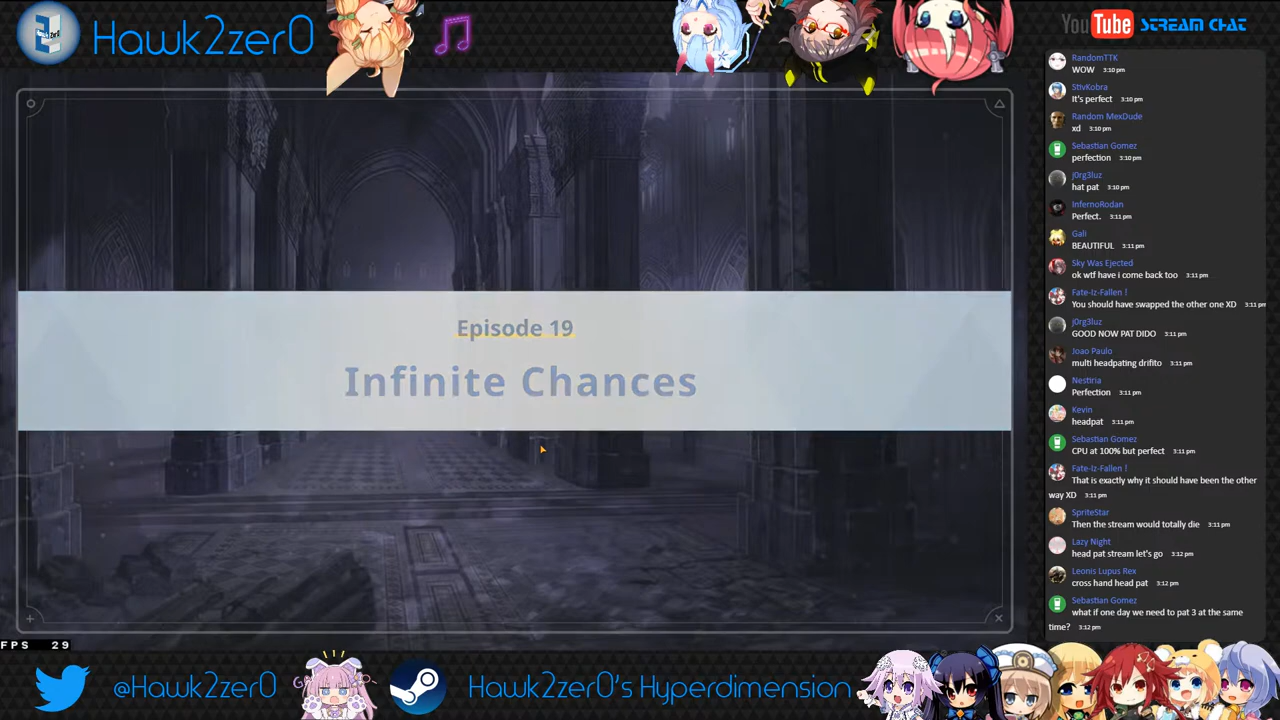 Hawk2zer0
YouTube STREAM CHAT
Episode 19
Infinite Chances
FPS 29
@Hawk2zer0
Hawk2zer0's Hyperdimension
RandomTTK
WOW 3:10 pm
StivKobra
It's perfect 3:10 pm
Random MexDude
xd 3:10 pm
Sebastian Gomez
perfection 3:10 pm
j0rg3luz
hat pat 3:10 pm
InfernoRodan
Perfect. 3:11 pm
Gali
BEAUTIFUL 3:11 pm
Sky Was Ejected
ok wtf have i come back too 3:11 pm
Fate-Iz-Fallen !
You should have swapped the other one XD 3:11 pm
j0rg3luz
GOOD NOW PAT DIDO 3:11 pm
Joao Paulo
multi headpating drifito 3:11 pm
Nestiria
Perfection 3:11 pm
Kevin
headpat 3:11 pm
Sebastian Gomez
CPU at 100% but perfect 3:11 pm
Fate-Iz-Fallen !
That is exactly why it should have been the other
way XD 3:11 pm
SpriteStar
Then the stream would totally die 3:11 pm
Lazy Night
head pat stream let's go 3:12 pm
Leonis Lupus Rex
cross hand head pat 3:12 pm
Sebastian Gomez
what if one day we need to pat 3 at the same
time? 3:12 pm